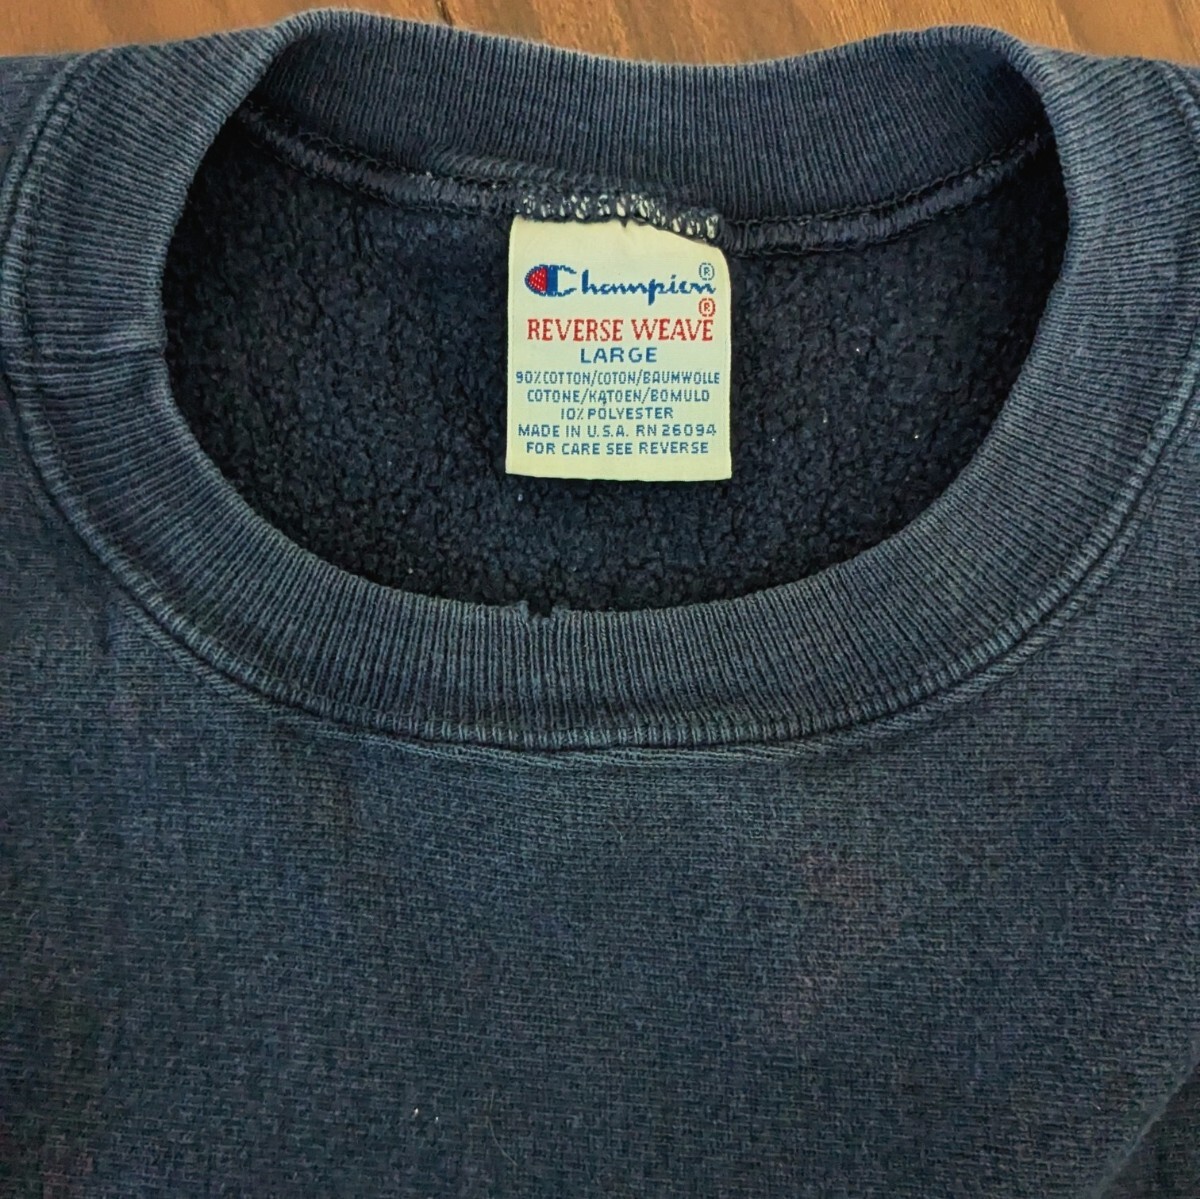 Champion®
®
REVERSE WEAVE
LARGE
90% COTTON/COTON/BAUMWOLLE
COTONE/KATOEN/BOMULD
10% POLYESTER
MADE IN U.S.A. RN 26094
FOR CARE SEE REVERSE